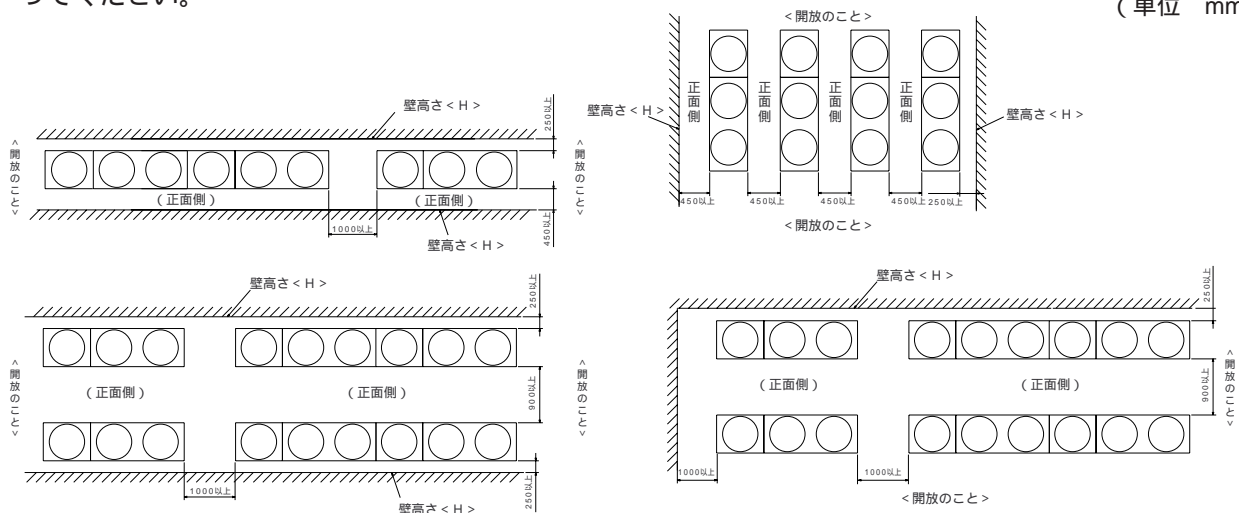 ってください。
（単位 mm
<開放のこと>
壁高さ<H>
250以上
<開放のこと>
<開放のこと>
（正面側）
（正面側）
1000以上
450以上
壁高さ<H>
正面側
正面側
正面側
正面側
壁高さ<H>
壁高さ<H>
450以上
450以上
450以上
450以上
250以上
<開放のこと>
壁高さ<H>
250以上
<開放のこと>
<開放のこと>
（正面側）
（正面側）
900以上
1000以上
250以上
壁高さ<H>
壁高さ<H>
250以上
（正面側）
（正面側）
900以上
<開放のこと>
1000以上
1000以上
<開放のこと>